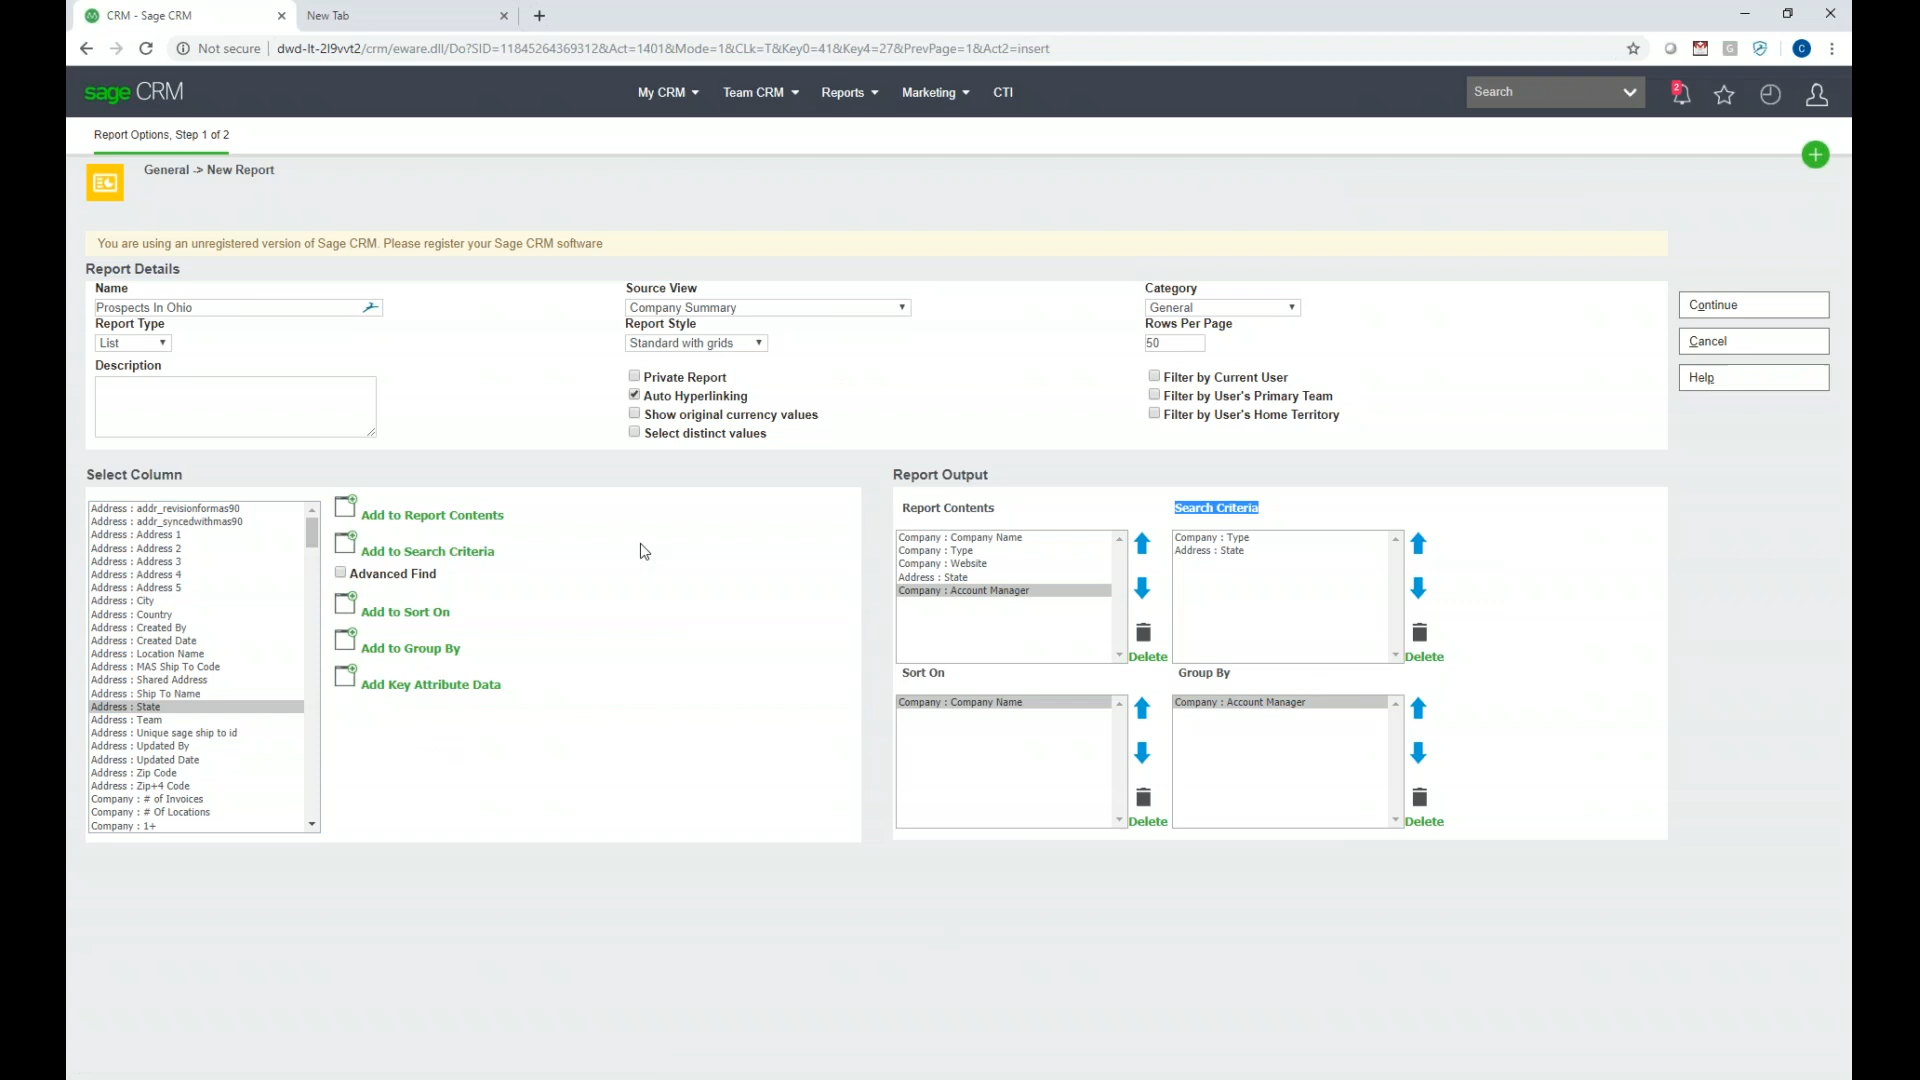 CRM - Sage CRM
New Tab
Not secure | dwd-lt-2l9vvt2/crm/eware.dll/Do?SID=11845264369312&Act=1401&Mode=1&CLk=T&Key0=41&Key4=27&PrevPage=1&Act2=insert
G
C
sage CRM
My CRM
Team CRM
Reports
Marketing
CTI
Search
2
Report Options, Step 1 of 2
General -> New Report
You are using an unregistered version of Sage CRM. Please register your Sage CRM software
Report Details
Name
Source View
Category
Prospects In Ohio
Company Summary
General
Continue
Report Type
Report Style
Rows Per Page
List
Standard with grids
50
Cancel
Description
Private Report
Filter by Current User
Help
Auto Hyperlinking
Filter by User's Primary Team
Show original currency values
Filter by User's Home Territory
Select distinct values
Select Column
Address : addr_revisionformas90
Address : addr_syncedwithmas90
Address : Address 1
Address : Address 2
Address : Address 3
Address : Address 4
Address : Address 5
Address : City
Address : Country
Address : Created By
Address : Created Date
Address : Location Name
Address : MAS Ship To Code
Address : Shared Address
Address : Ship To Name
Address : State
Address : Team
Address : Unique sage ship to id
Address : Updated By
Address : Updated Date
Address : Zip Code
Address : Zip+4 Code
Company : # of Invoices
Company : # Of Locations
Company : 1+
Add to Report Contents
Add to Search Criteria
Advanced Find
Add to Sort On
Add to Group By
Add Key Attribute Data
Report Output
Report Contents
Company : Company Name
Company : Type
Company : Website
Address : State
Company : Account Manager
Delete
Search Criteria
Company : Type
Address : State
Delete
Sort On
Company : Company Name
Delete
Group By
Company : Account Manager
Delete